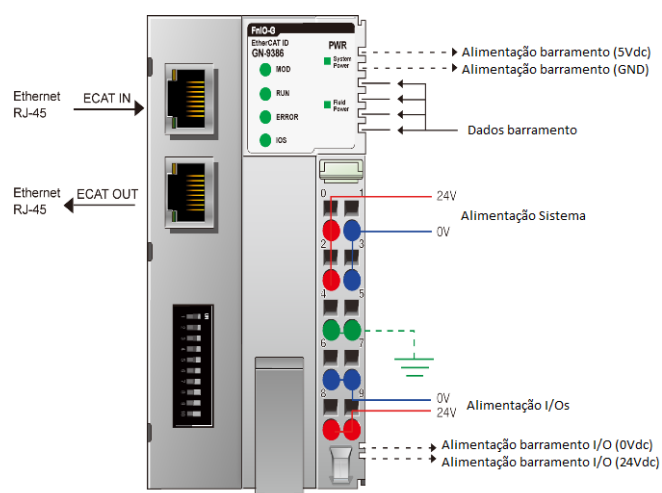 FnIO-G
EtherCAT ID
GN-9386
PWR
MOD
System
Power
RUN
Field
Power
ERROR
IOS
Alimentação barramento (5Vdc)
Alimentação barramento (GND)
Dados barramento
Ethernet
RJ-45
ECAT IN
Ethernet
RJ-45
ECAT OUT
0
1
24V
Alimentação Sistema
0V
2
3
4
5
6
7
8
9
0V
24V
Alimentação I/Os
Alimentação barramento I/O (0Vdc)
Alimentação barramento I/O (24Vdc)